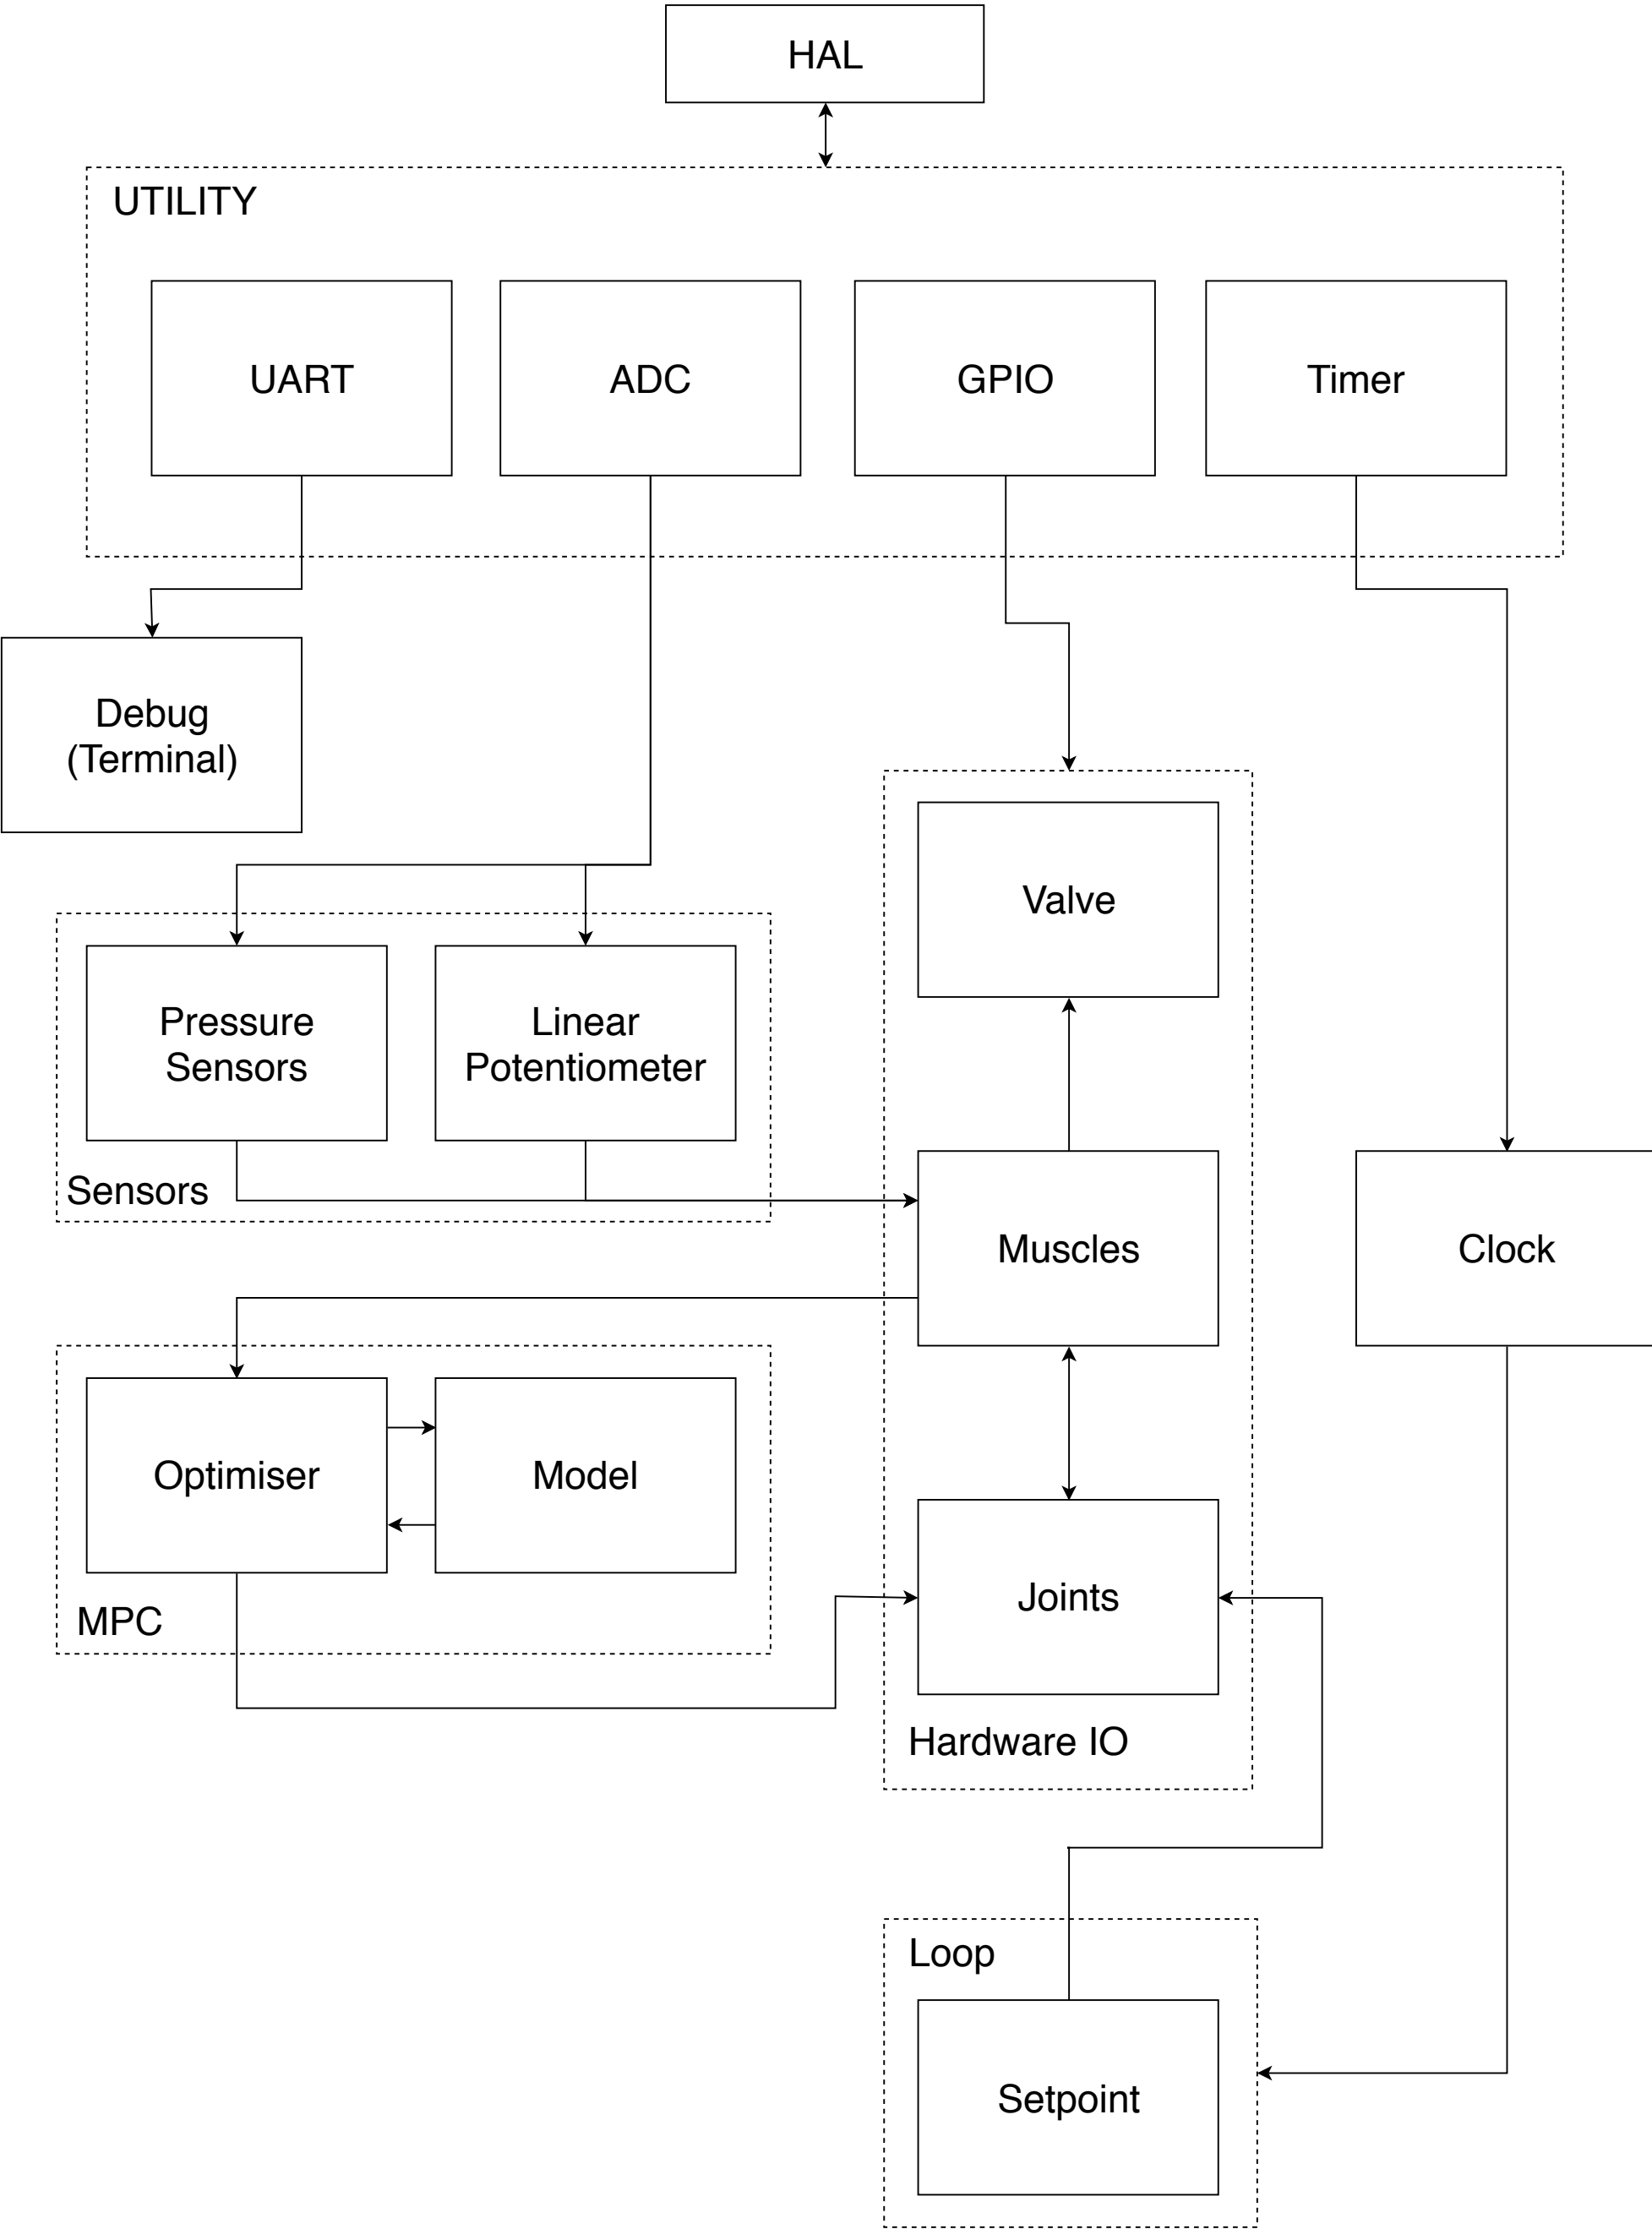 HAL
UTILITY
UART
ADC
GPIO
Timer
Debug
(Terminal)
Valve
Pressure
Sensors
Linear
Potentiometer
Sensors
Muscles
Clock
Optimiser
Model
MPC
Joints
Hardware IO
Loop
Setpoint